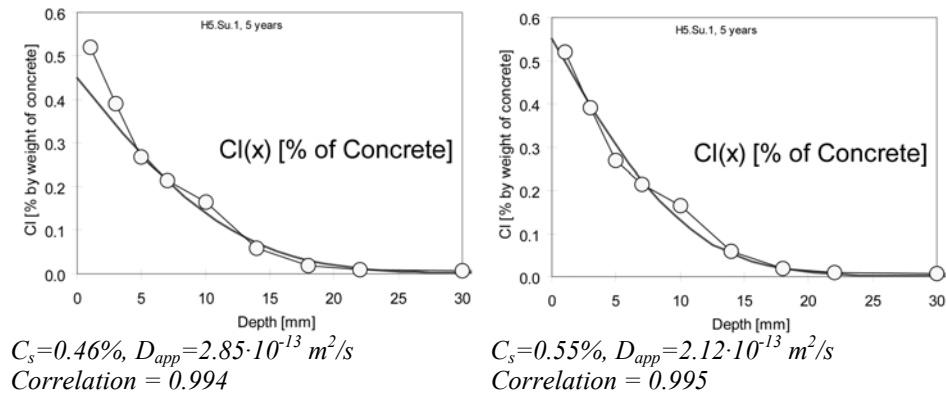 H5.Su.1, 5 years
Cl [% by weight of concrete]
0.6
0.5
0.4
0.3
0.2
0.1
0.0
Cl(x) [% of Concrete]
0 5 10 15 20 25 30
Depth [mm]
C_s=0.46%, D_app=2.85·10^-13 m^2/s
Correlation = 0.994
H5.Su.1, 5 years
Cl [% by weight of concrete]
0.6
0.5
0.4
0.3
0.2
0.1
0.0
Cl(x) [% of Concrete]
0 5 10 15 20 25 30
Depth [mm]
C_s=0.55%, D_app=2.12·10^-13 m^2/s
Correlation = 0.995